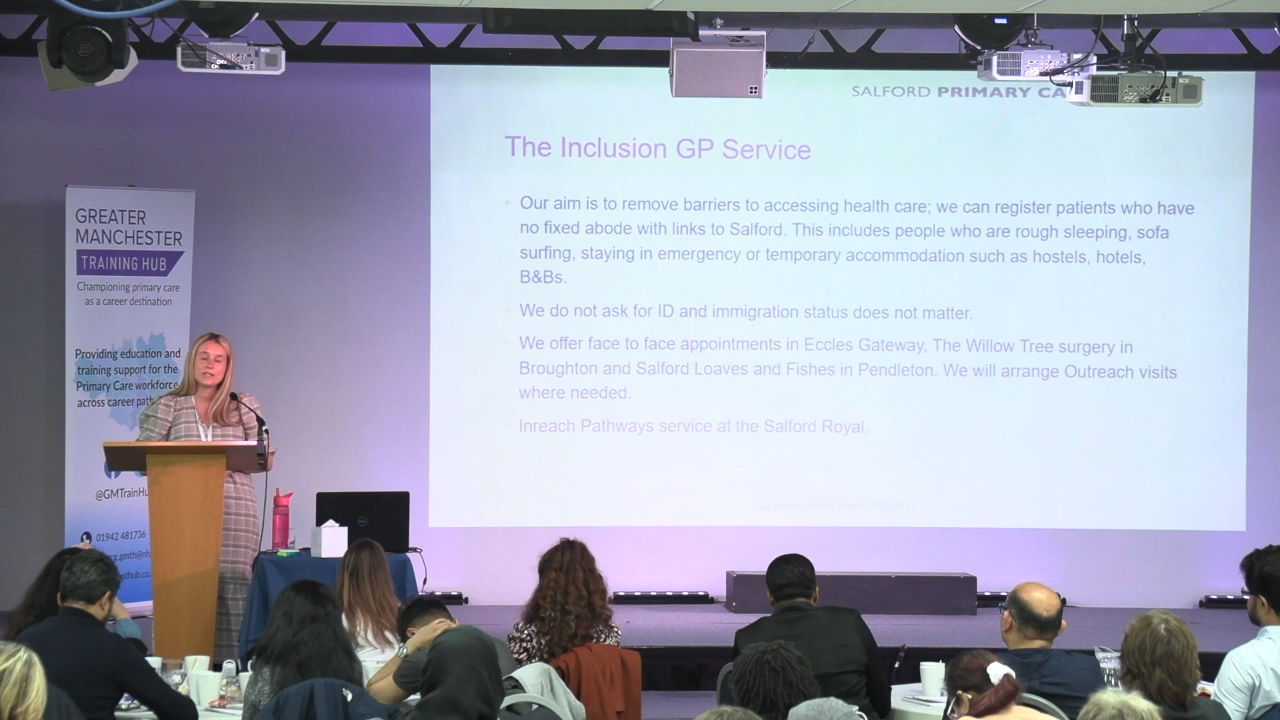 SALFORD PRIMARY CA
The Inclusion GP Service
Our aim is to remove barriers to accessing health care; we can register patients who have
no fixed abode with links to Salford. This includes people who are rough sleeping, sofa
surfing, staying in emergency or temporary accommodation such as hostels, hotels,
B&Bs.
We do not ask for ID and immigration status does not matter.
We offer face to face appointments in Eccles Gateway, The Willow Tree surgery in
Broughton and Salford Loaves and Fishes in Pendleton. We will arrange Outreach visits
where needed.
Inreach Pathways service at the Salford Royal.
GREATER
MANCHESTER
TRAINING HUB
Championing primary care
as a career destination
Providing education and
training support for the
Primary Care workforce
across career pat
@GMTrainHu
01942 481736